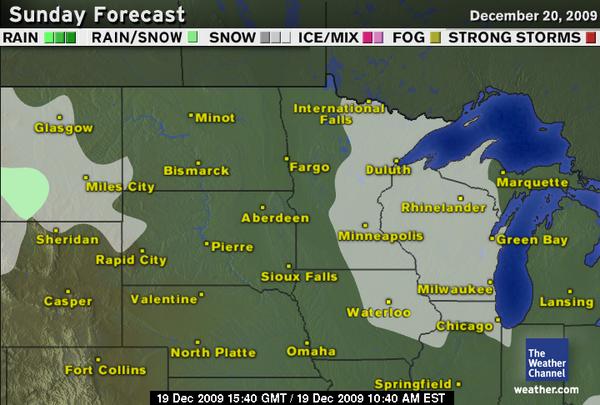 Sunday Forecast December 20, 2009
RAIN RAIN/SNOW SNOW ICE/MIX FOG STRONG STORMS
International
Falls
Glasgow
Minot
Bismarck
Fargo
Duluth
Miles City
Marquette
Rhinelander
Aberdeen
Sheridan
Pierre
Minneapolis
Green Bay
Rapid City
Sioux Falls
Casper
Valentine
Milwaukee
Lansing
Waterloo
Chicago
North Platte
Omaha
Fort Collins
Springfield
The
Weather
Channel
weather.com
19 Dec 2009 15:40 GMT / 19 Dec 2009 10:40 AM EST